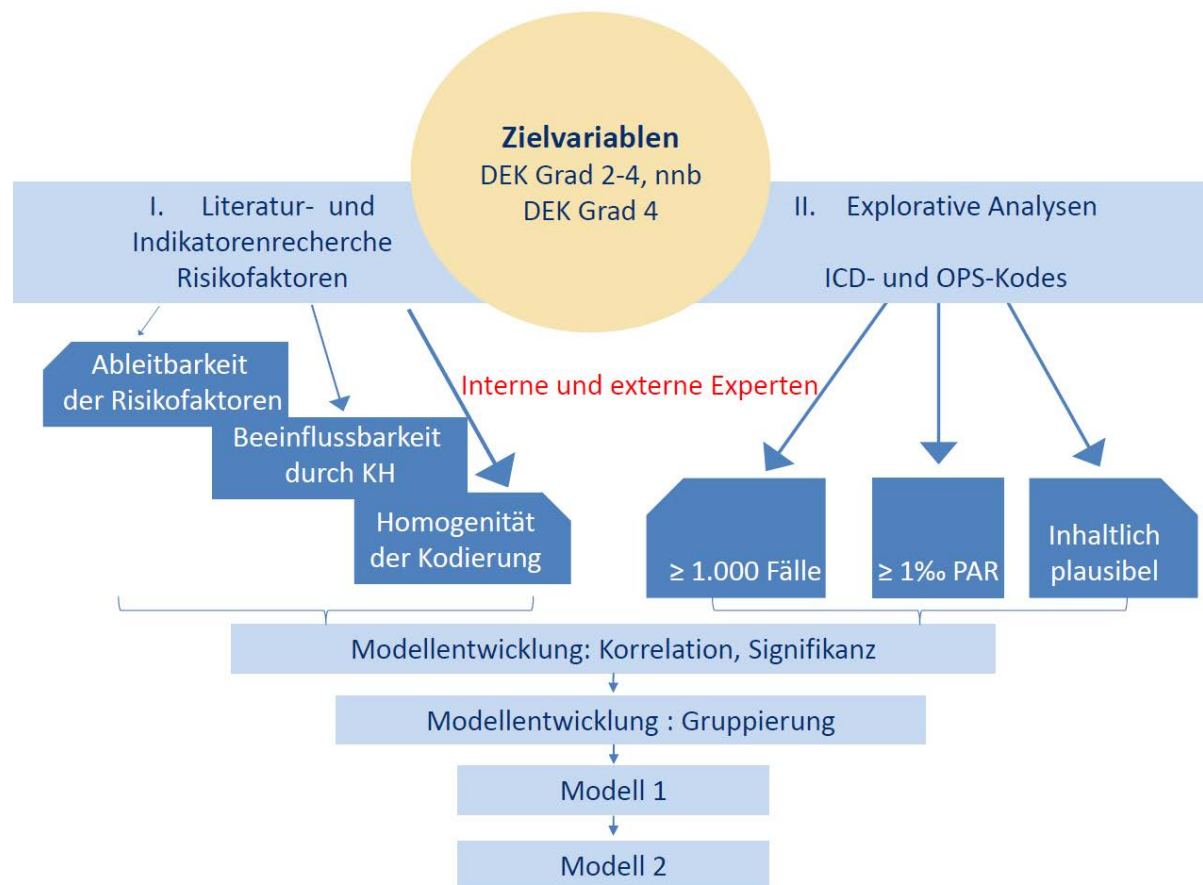 Zielvariablen
DEK Grad 2-4, nnb
DEK Grad 4
I. Literatur- und
Indikatorenrecherche
Risikofaktoren
II. Explorative Analysen
ICD- und OPS-Kodes
Ableitbarkeit
der Risikofaktoren
Beeinflussbarkeit
durch KH
Homogenität
der Kodierung
Interne und externe Experten
≥ 1.000 Fälle
≥ 1‰ PAR
Inhaltlich
plausibel
Modellentwicklung: Korrelation, Signifikanz
Modellentwicklung : Gruppierung
Modell 1
Modell 2